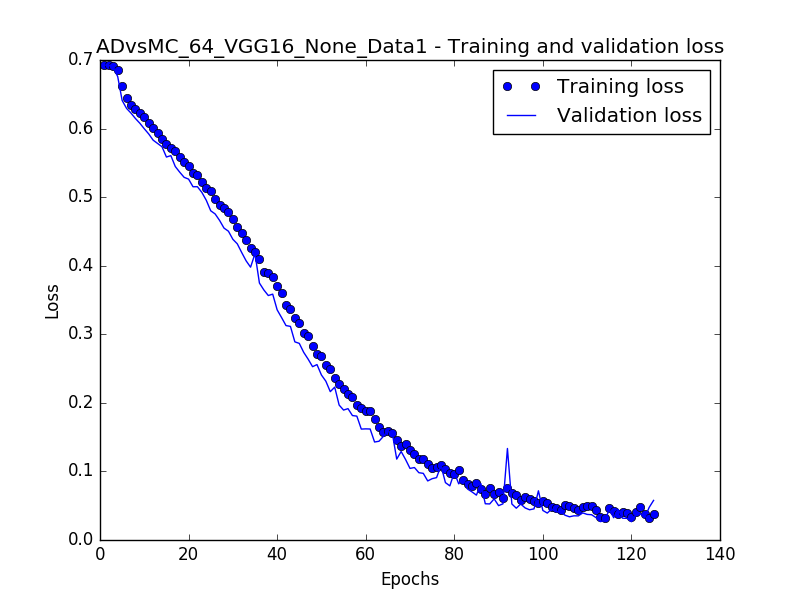 ADvsMC_64_VGG16_None_Data1 - Training and validation loss
Training loss
Validation loss
0.7
0.6
0.5
0.4
0.3
0.2
0.1
0.0
Loss
0 20 40 60 80 100 120 140
Epochs